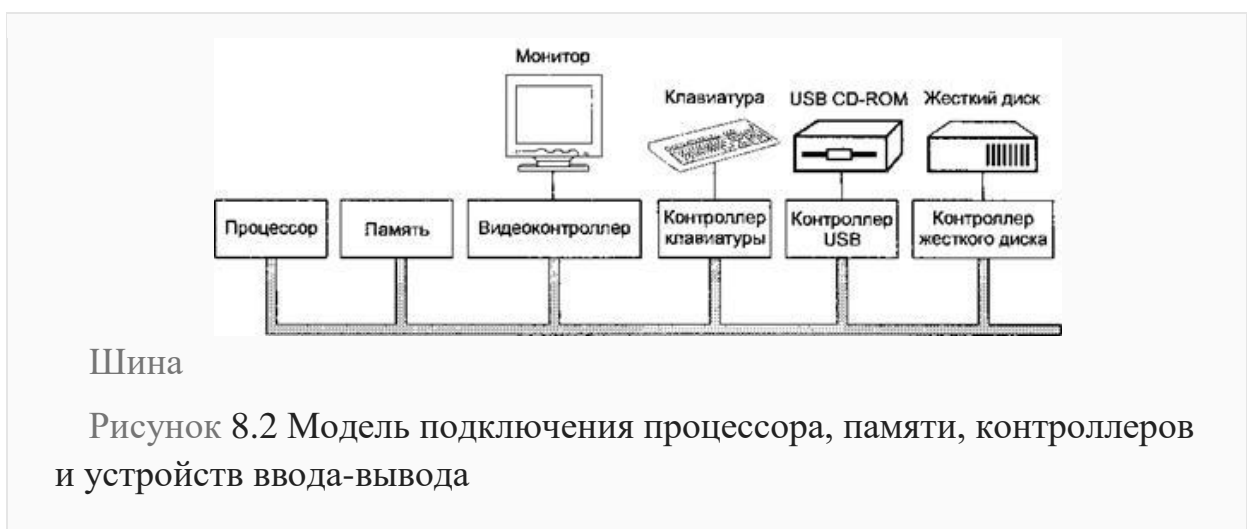 Монитор
Клавиатура USB CD-ROM Жесткий диск
Процессор Память Видеоконтроллер Контроллер клавиатуры Контроллер USB Контроллер жесткого диска
Шина
Рисунок 8.2 Модель подключения процессора, памяти, контроллеров
и устройств ввода-вывода